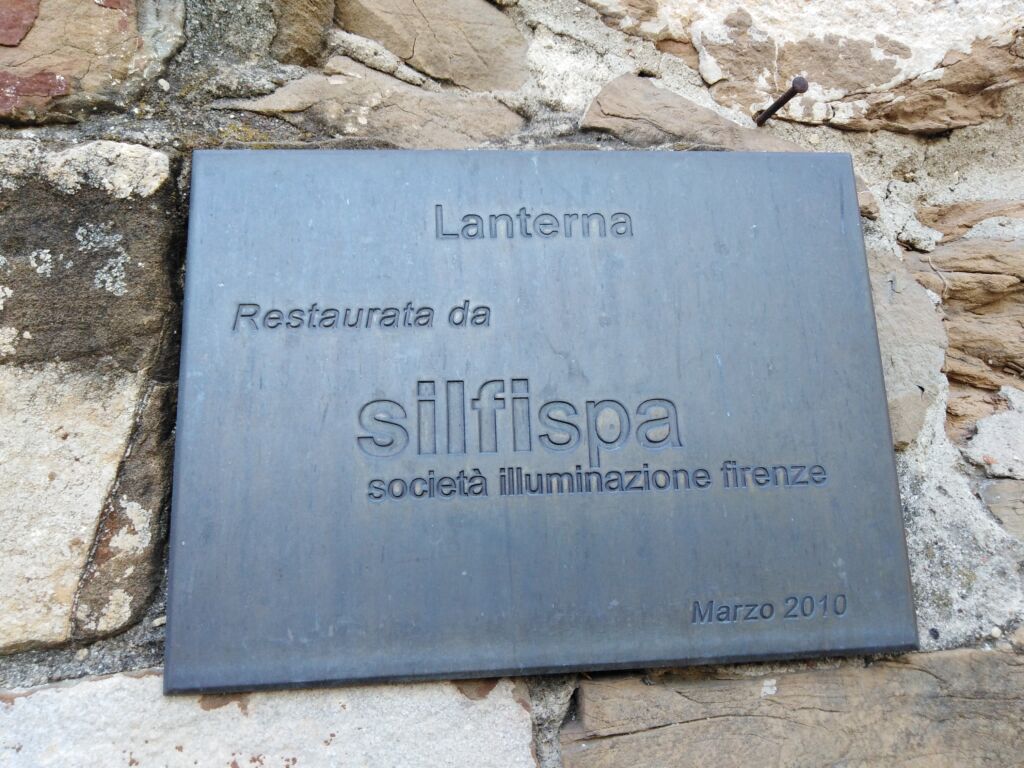 Lanterna
Restaurata da
silfispa
società illuminazione firenze
Marzo 2010